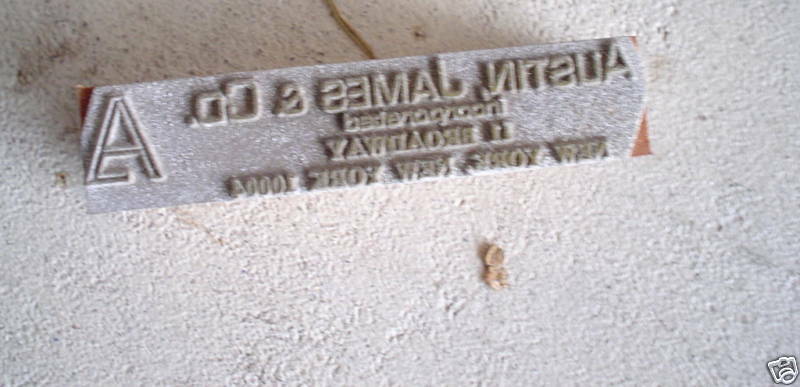 AUSTIN, JAMES & CO.
Incorporated
11 BROADWAY
NEW YORK, NEW YORK 10004
A